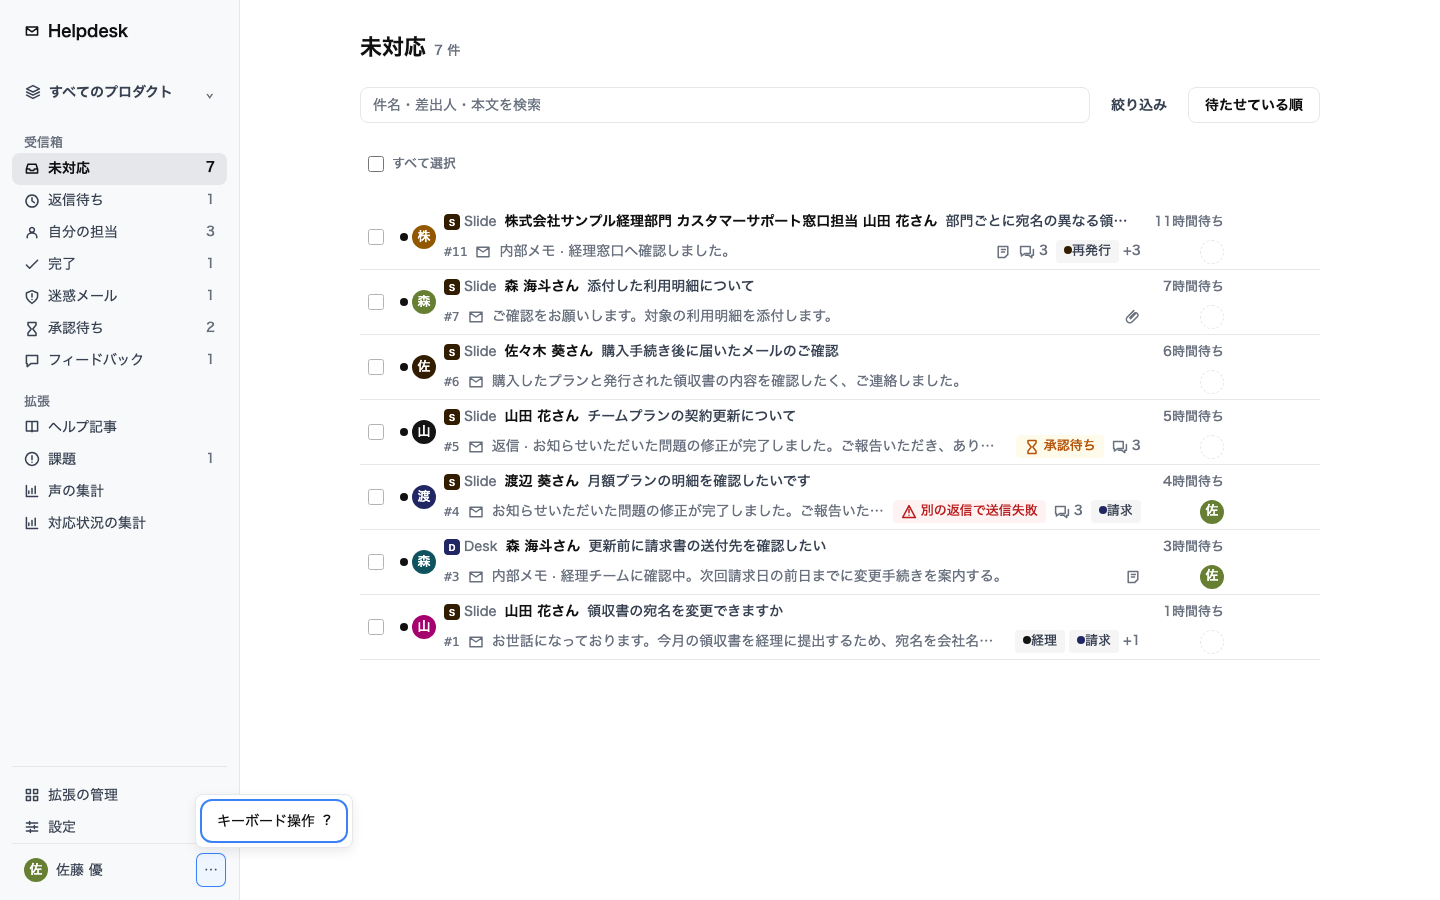 Helpdesk
すべてのプロダクト
受信箱
未対応 7
返信待ち 1
自分の担当 3
完了 1
迷惑メール 1
承認待ち 2
フィードバック 1
拡張
ヘルプ記事
課題 1
声の集計
対応状況の集計
拡張の管理
設定
佐 佐藤 優 …
キーボード操作 ?
未対応 7 件
件名・差出人・本文を検索 絞り込み 待たせている順
すべて選択
株 S Slide 株式会社サンプル経理部門 カスタマーサポート窓口担当 山田 花さん 部門ごとに宛名の異なる領… 11時間待ち
#11 内部メモ · 経理窓口へ確認しました。 3 再発行 +3
森 S Slide 森 海斗さん 添付した利用明細について 7時間待ち
#7 ご確認をお願いします。対象の利用明細を添付します。
佐 S Slide 佐々木 葵さん 購入手続き後に届いたメールのご確認 6時間待ち
#6 購入したプランと発行された領収書の内容を確認したく、ご連絡しました。
山 S Slide 山田 花さん チームプランの契約更新について 5時間待ち
#5 返信 · お知らせいただいた問題の修正が完了しました。ご報告いただき、あり… 承認待ち 3
渡 S Slide 渡辺 葵さん 月額プランの明細を確認したいです 4時間待ち
#4 お知らせいただいた問題の修正が完了しました。ご報告いた… 別の返信で送信失敗 3 請求 佐
森 D Desk 森 海斗さん 更新前に請求書の送付先を確認したい 3時間待ち
#3 内部メモ · 経理チームに確認中。次回請求日の前日までに変更手続きを案内する。 佐
山 S Slide 山田 花さん 領収書の宛名を変更できますか 1時間待ち
#1 お世話になっております。今月の領収書を経理に提出するため、宛名を会社名… 経理 請求 +1